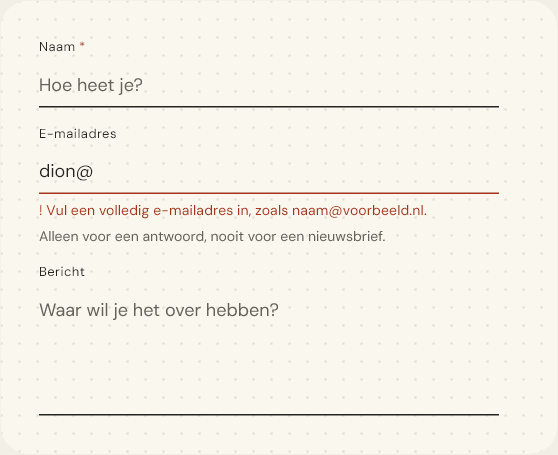 Naam *
Hoe heet je?
E-mailadres
dion@
! Vul een volledig e-mailadres in, zoals naam@voorbeeld.nl.
Alleen voor een antwoord, nooit voor een nieuwsbrief.
Bericht
Waar wil je het over hebben?